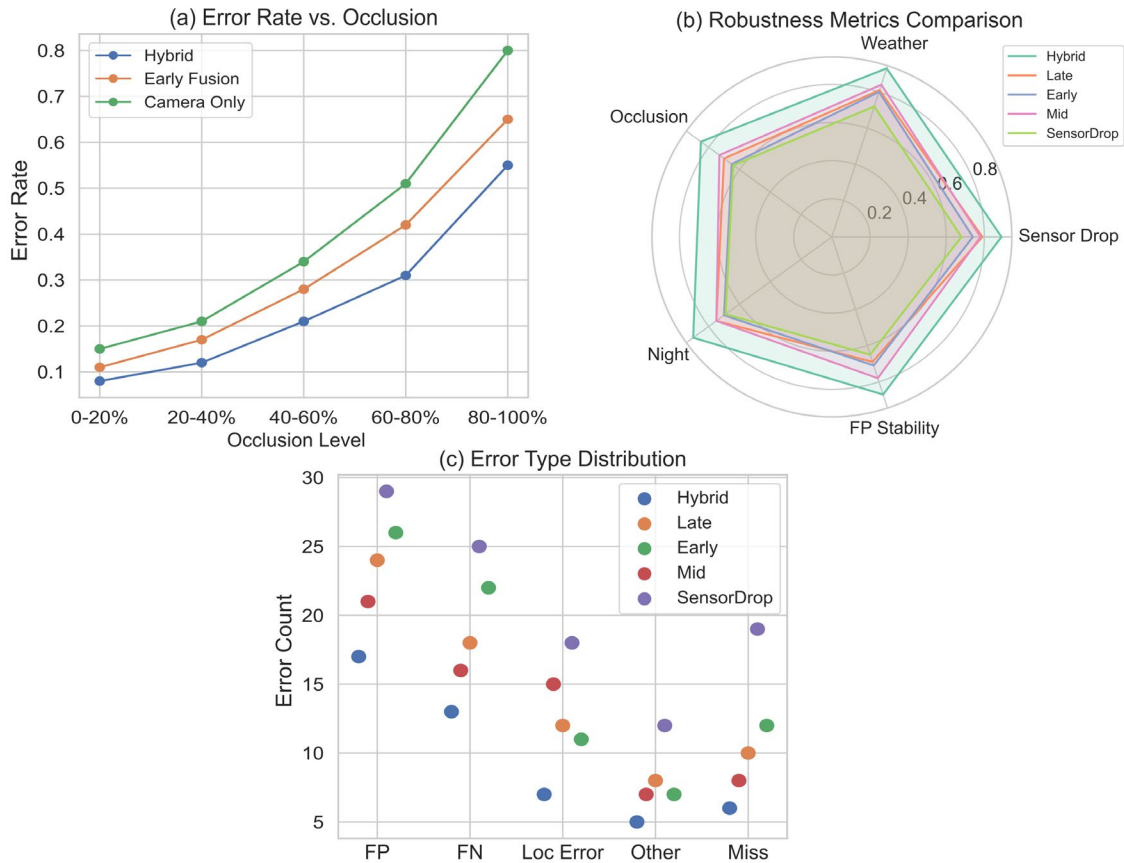 (a) Error Rate vs. Occlusion
Hybrid
Early Fusion
Camera Only
0.8
0.7
0.6
0.5
0.4
0.3
0.2
0.1
Error Rate
0-20%
20-40%
40-60%
60-80%
80-100%
Occlusion Level
(b) Robustness Metrics Comparison
Hybrid
Late
Early
Mid
SensorDrop
Weather
Occlusion
0.2
0.4
0.6
0.8
Sensor Drop
Night
FP Stability
(c) Error Type Distribution
Hybrid
Late
Early
Mid
SensorDrop
30
25
20
15
10
5
Error Count
FP
FN
Loc Error
Other
Miss